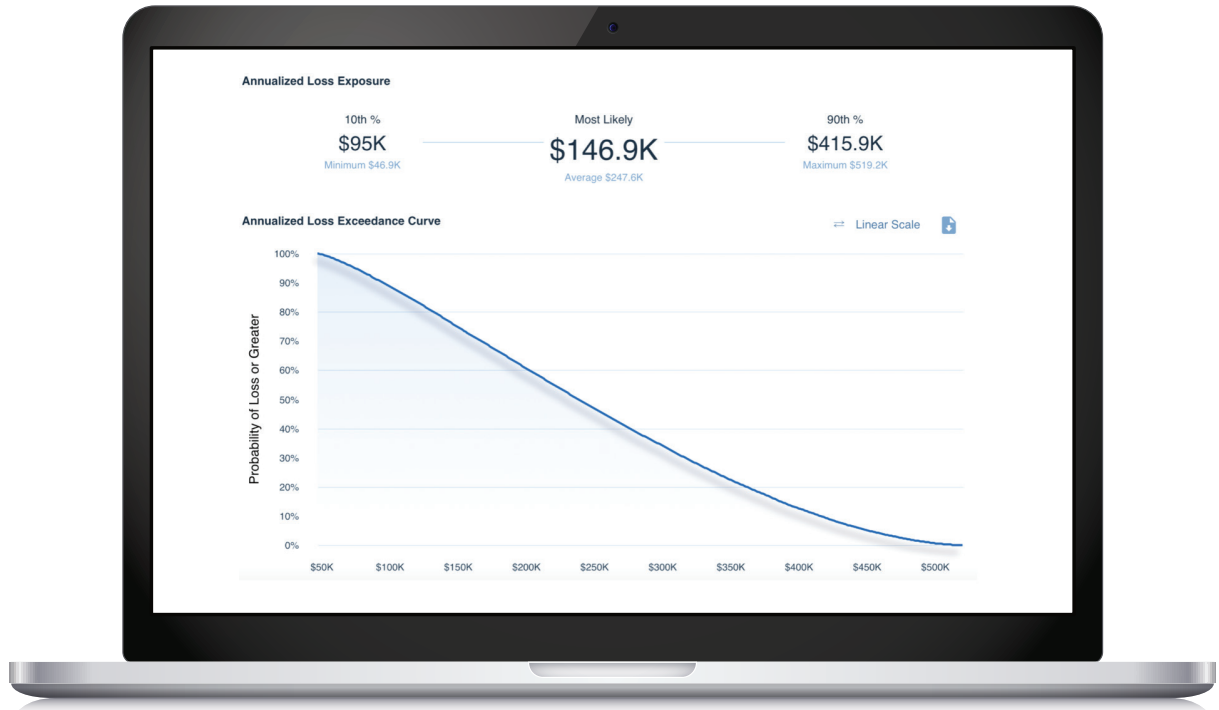 Annualized Loss Exposure
10th %
Most Likely
90th %
$95K
$146.9K
$415.9K
Minimum $46.9K
Average $247.6K
Maximum $519.2K
Annualized Loss Exceedance Curve
Linear Scale
Probability of Loss or Greater
100%
90%
80%
70%
60%
50%
40%
30%
20%
10%
0%
$50K $100K $150K $200K $250K $300K $350K $400K $450K $500K